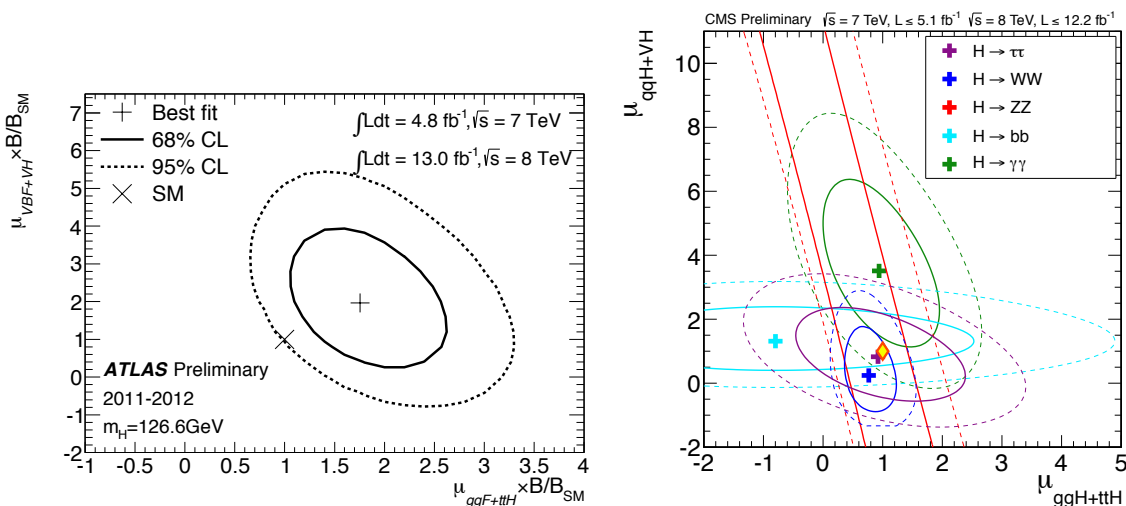 μ_VBF+VH ×B/B_SM
7
6
5
4
3
2
1
0
-1
-2
Best fit
68% CL
95% CL
SM
∫Ldt = 4.8 fb⁻¹,√s = 7 TeV
∫Ldt = 13.0 fb⁻¹,√s = 8 TeV
ATLAS Preliminary
2011-2012
m_H=126.6GeV
-1 -0.5 0 0.5 1 1.5 2 2.5 3 3.5 4
μ_ggF+ttH ×B/B_SM
CMS Preliminary √s = 7 TeV, L ≤ 5.1 fb⁻¹ √s = 8 TeV, L ≤ 12.2 fb⁻¹
μ_qqH+VH
10
8
6
4
2
0
-2
H → ττ
H → WW
H → ZZ
H → bb
H → γγ
-2 -1 0 1 2 3 4 5
μ_ggH+ttH